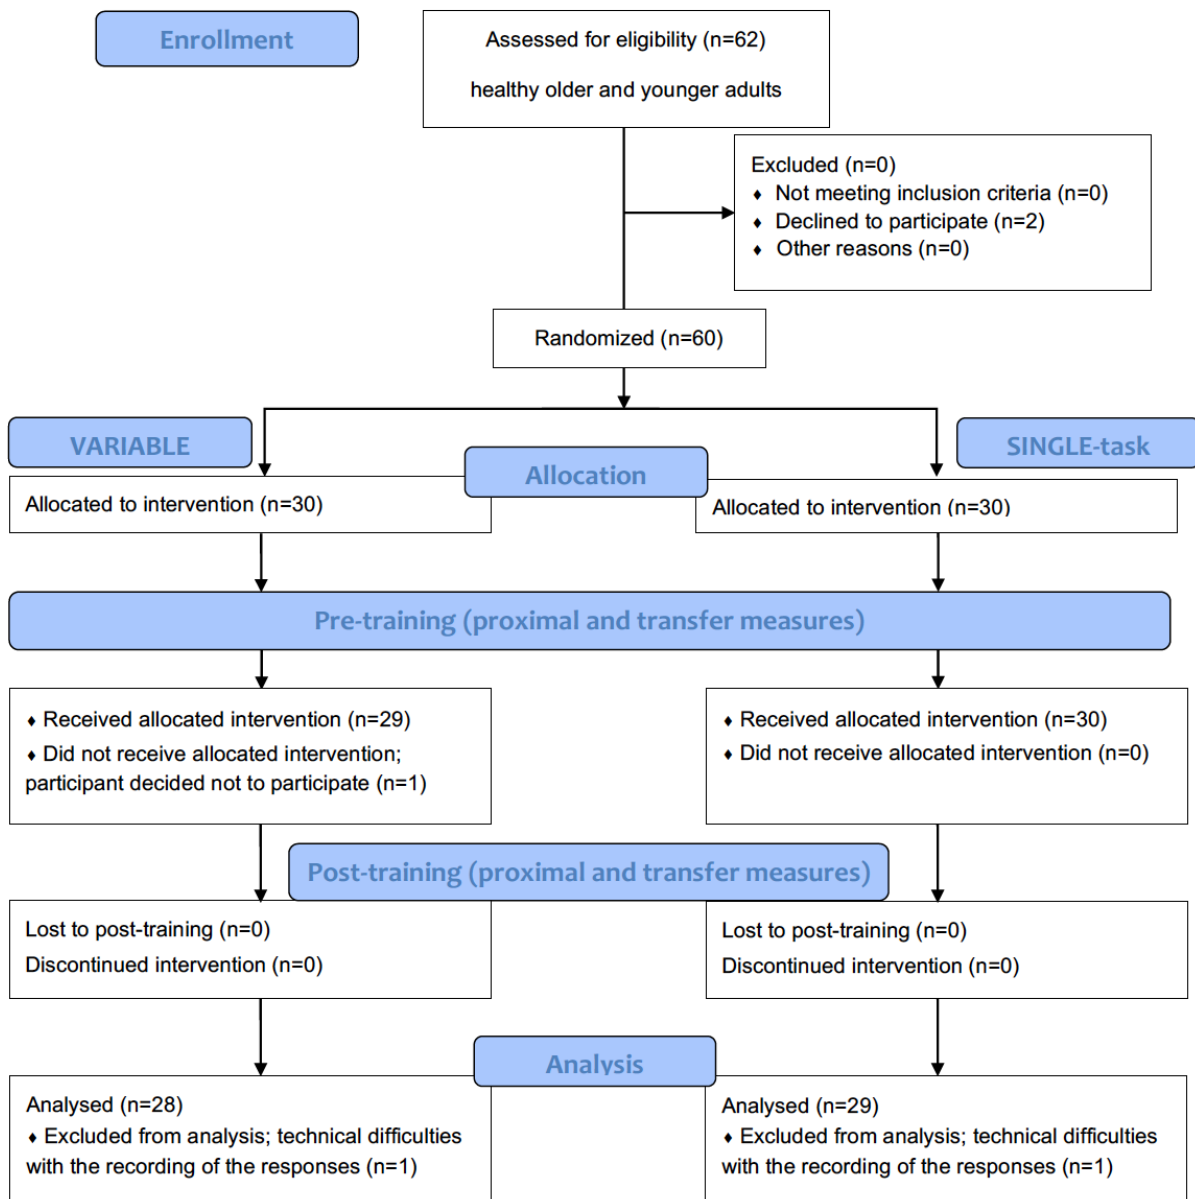 Enrollment
Assessed for eligibility (n=62)
healthy older and younger adults
Excluded (n=0)
♦ Not meeting inclusion criteria (n=0)
♦ Declined to participate (n=2)
♦ Other reasons (n=0)
Randomized (n=60)
VARIABLE
Allocation
SINGLE-task
Allocated to intervention (n=30)
Allocated to intervention (n=30)
Pre-training (proximal and transfer measures)
♦ Received allocated intervention (n=29)
♦ Did not receive allocated intervention;
participant decided not to participate (n=1)
♦ Received allocated intervention (n=30)
♦ Did not receive allocated intervention (n=0)
Post-training (proximal and transfer measures)
Lost to post-training (n=0)
Discontinued intervention (n=0)
Lost to post-training (n=0)
Discontinued intervention (n=0)
Analysis
Analysed (n=28)
♦ Excluded from analysis; technical difficulties
with the recording of the responses (n=1)
Analysed (n=29)
♦ Excluded from analysis; technical difficulties
with the recording of the responses (n=1)